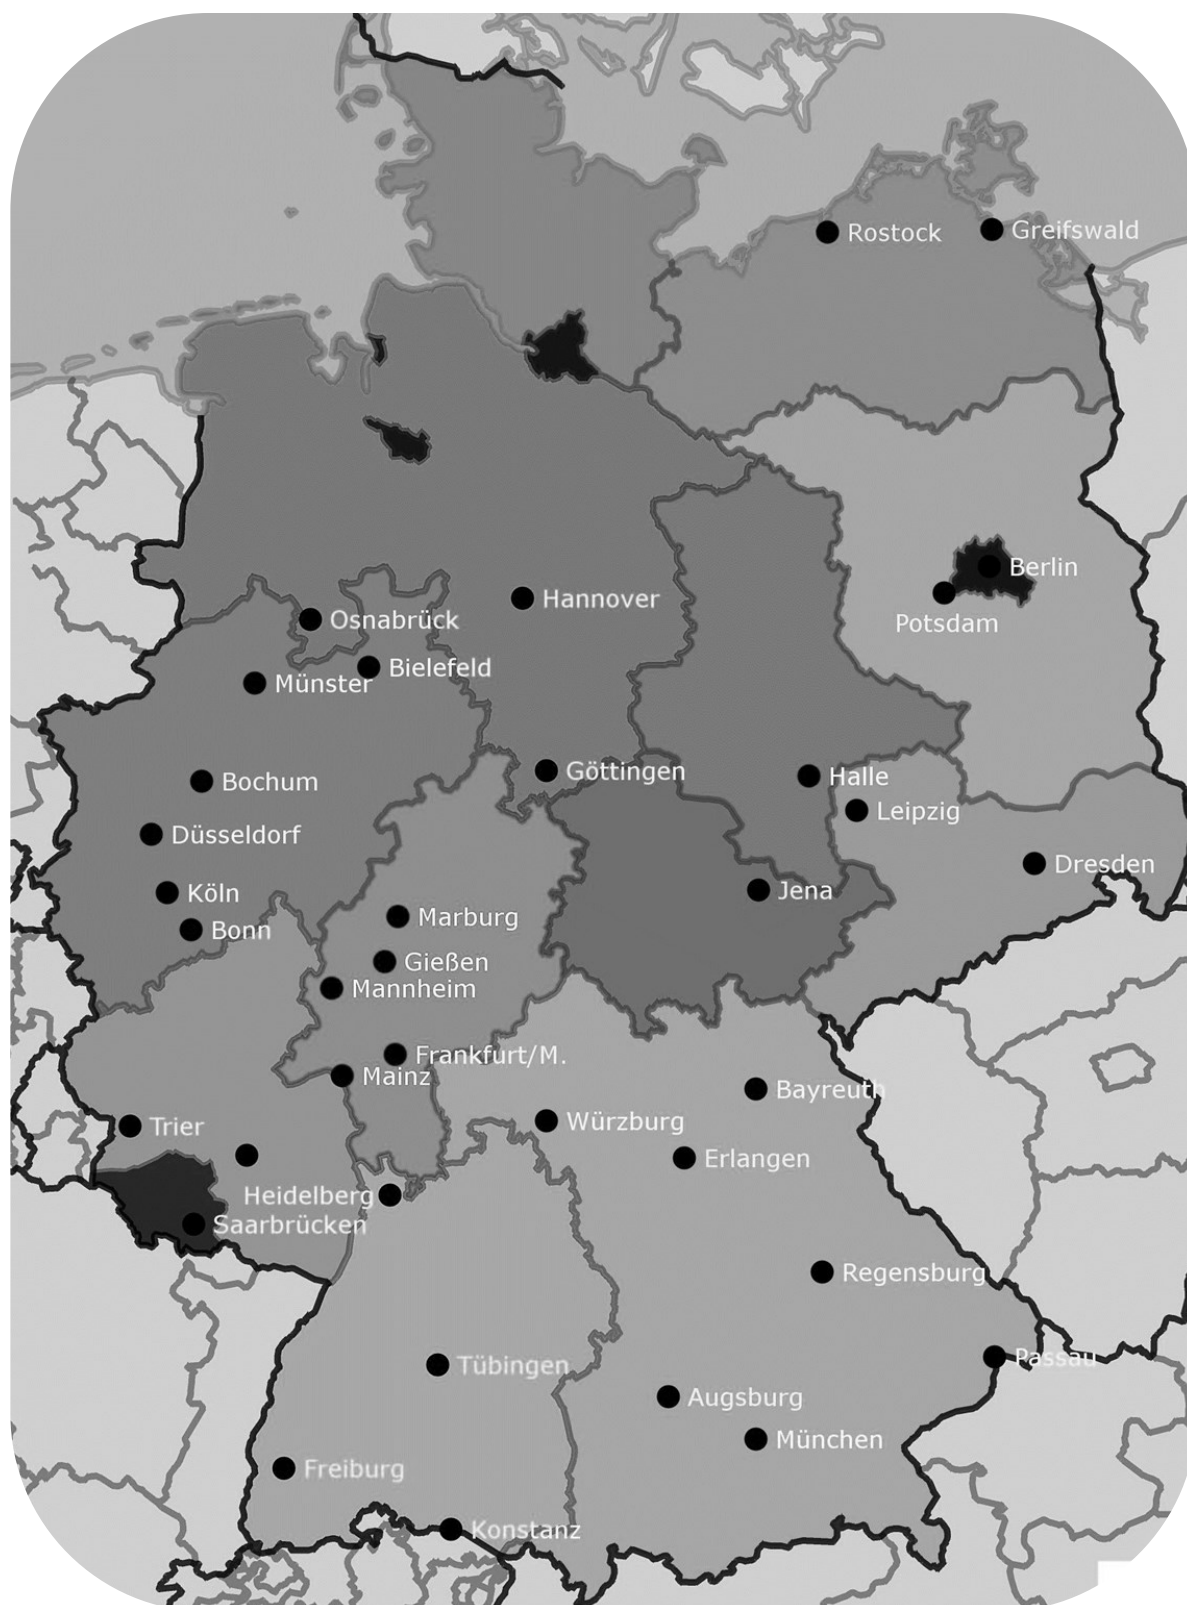 Rostock
Greifswald
Berlin
Potsdam
Hannover
Osnabrück
Bielefeld
Münster
Göttingen
Halle
Bochum
Leipzig
Düsseldorf
Dresden
Köln
Jena
Marburg
Bonn
Gießen
Mannheim
Frankfurt/M.
Mainz
Bayreuth
Würzburg
Trier
Erlangen
Heidelberg
Saarbrücken
Regensburg
Passau
Tübingen
Augsburg
München
Freiburg
Konstanz